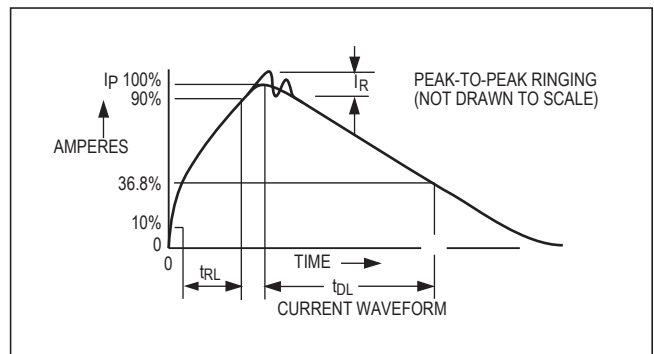 IP 100%
90%
IR
PEAK-TO-PEAK RINGING
(NOT DRAWN TO SCALE)
AMPERES
36.8%
10%
0
0
tRL
TIME
tDL
CURRENT WAVEFORM